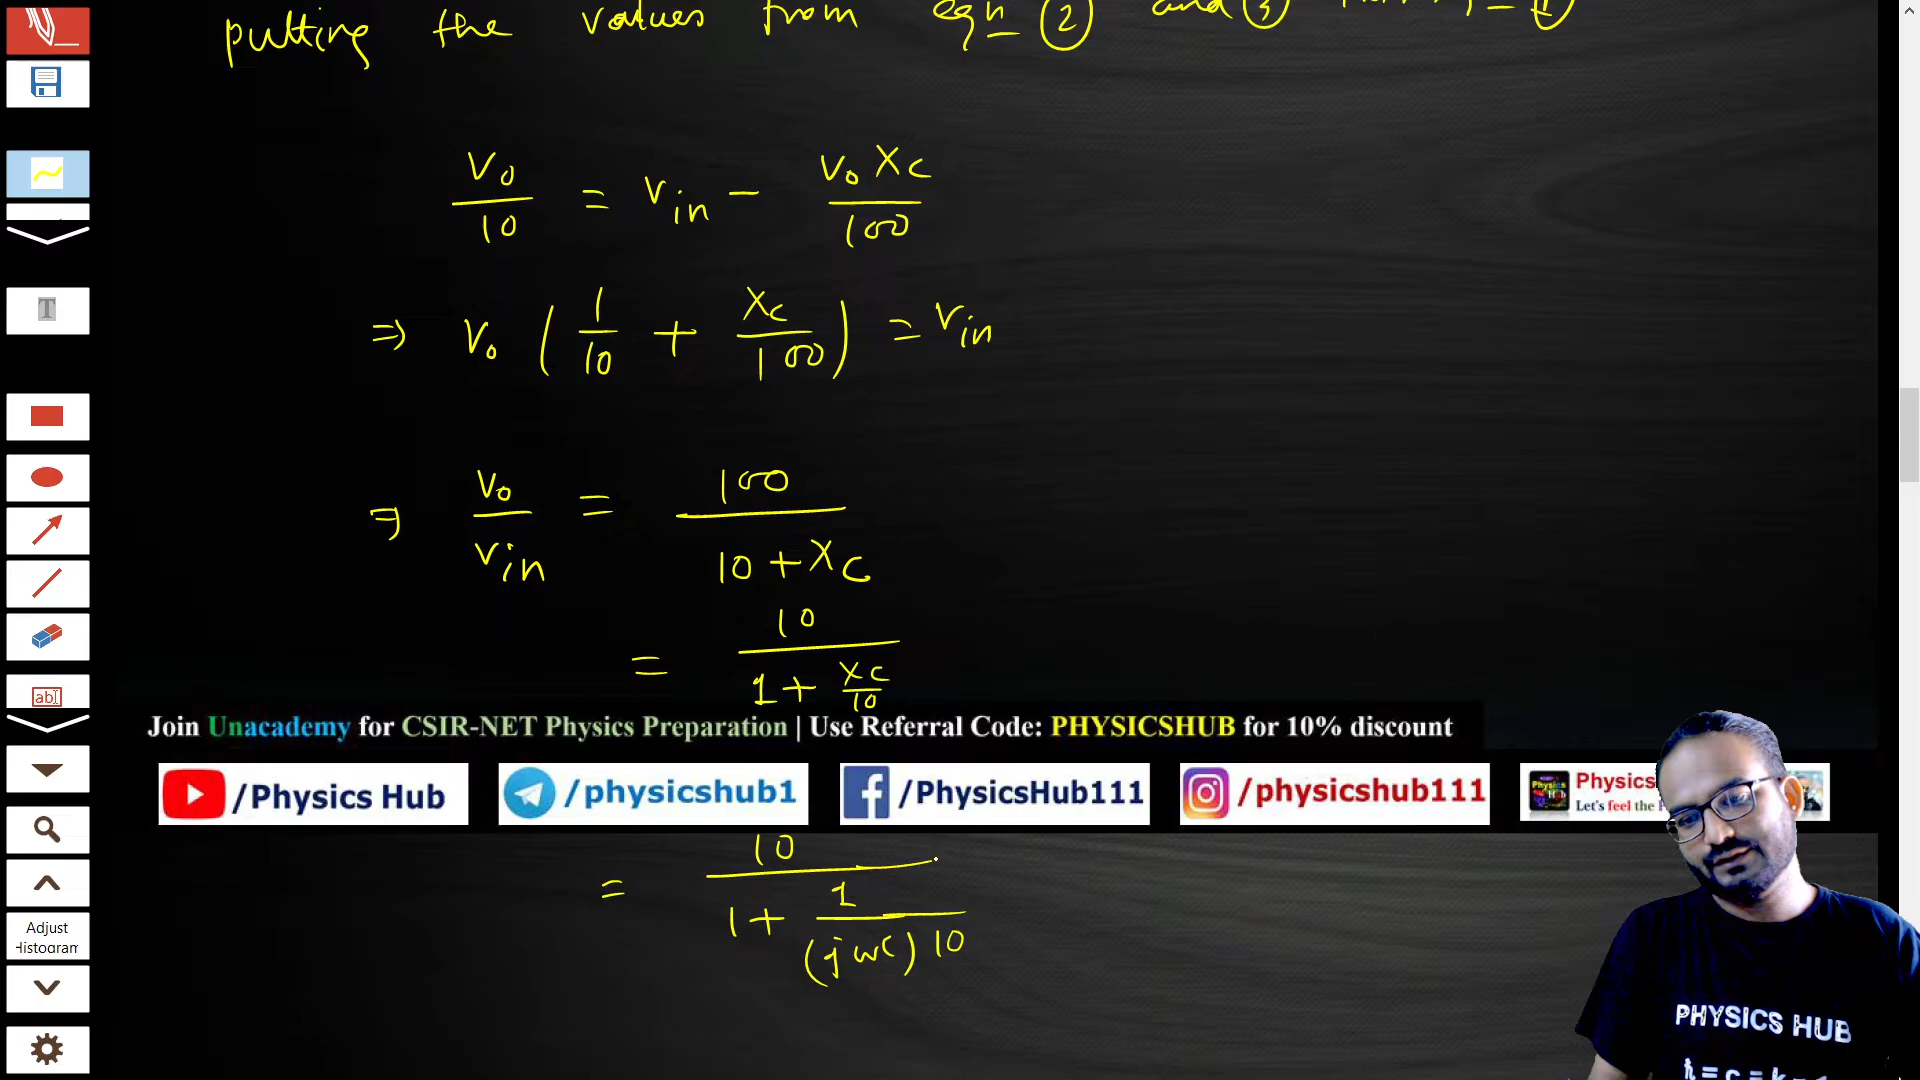 putting the values from eqn (2) and (3)
V₀/10 = Vin - V₀ Xc/100
⇒ V₀ (1/10 + Xc/100) = Vin
⇒ V₀/Vin = 100/(10 + Xc)
= 10/(1 + Xc/10)
Join Unacademy for CSIR-NET Physics Preparation | Use Referral Code: PHYSICSHUB for 10% discount
/Physics Hub
/physicshub1
/PhysicsHub111
/physicshub111
Physics
Let's feel the
= 10/(1 + 1/((jωc) 10))
T
ab
Adjust
Histogram
PHYSICS HUB